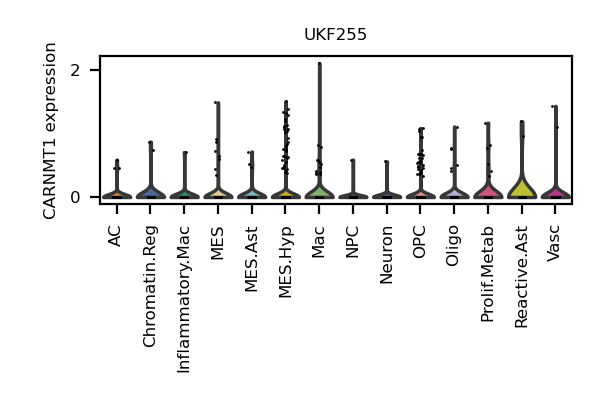 UKF255
CARNMT1 expression
2
0
AC
Chromatin.Reg
Inflammatory.Mac
MES
MES.Ast
MES.Hyp
Mac
NPC
Neuron
OPC
Oligo
Prolif.Metab
Reactive.Ast
Vasc